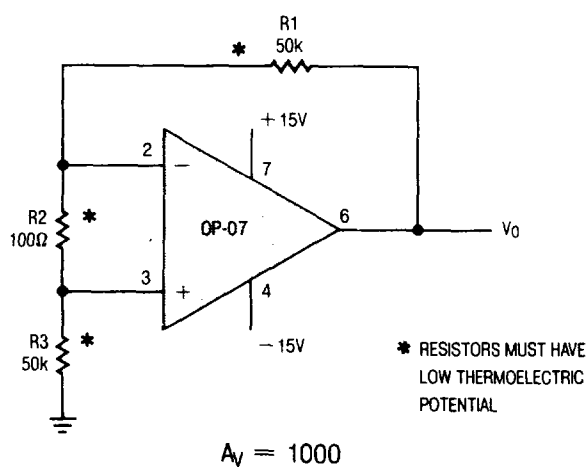 R1
50k
*
+15V
2
−
7
R2
100Ω
*
OP-07
6
V₀
3
+
4
R3
50k
*
−15V
* RESISTORS MUST HAVE
LOW THERMOELECTRIC
POTENTIAL
Aᵥ = 1000